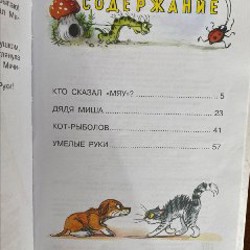 СОДЕРЖАНИЕ
КТО СКАЗАЛ «МЯУ»? 5
ДЯДЯ МИША 23
КОТ-РЫБОЛОВ 41
УМЕЛЫЕ РУКИ 57